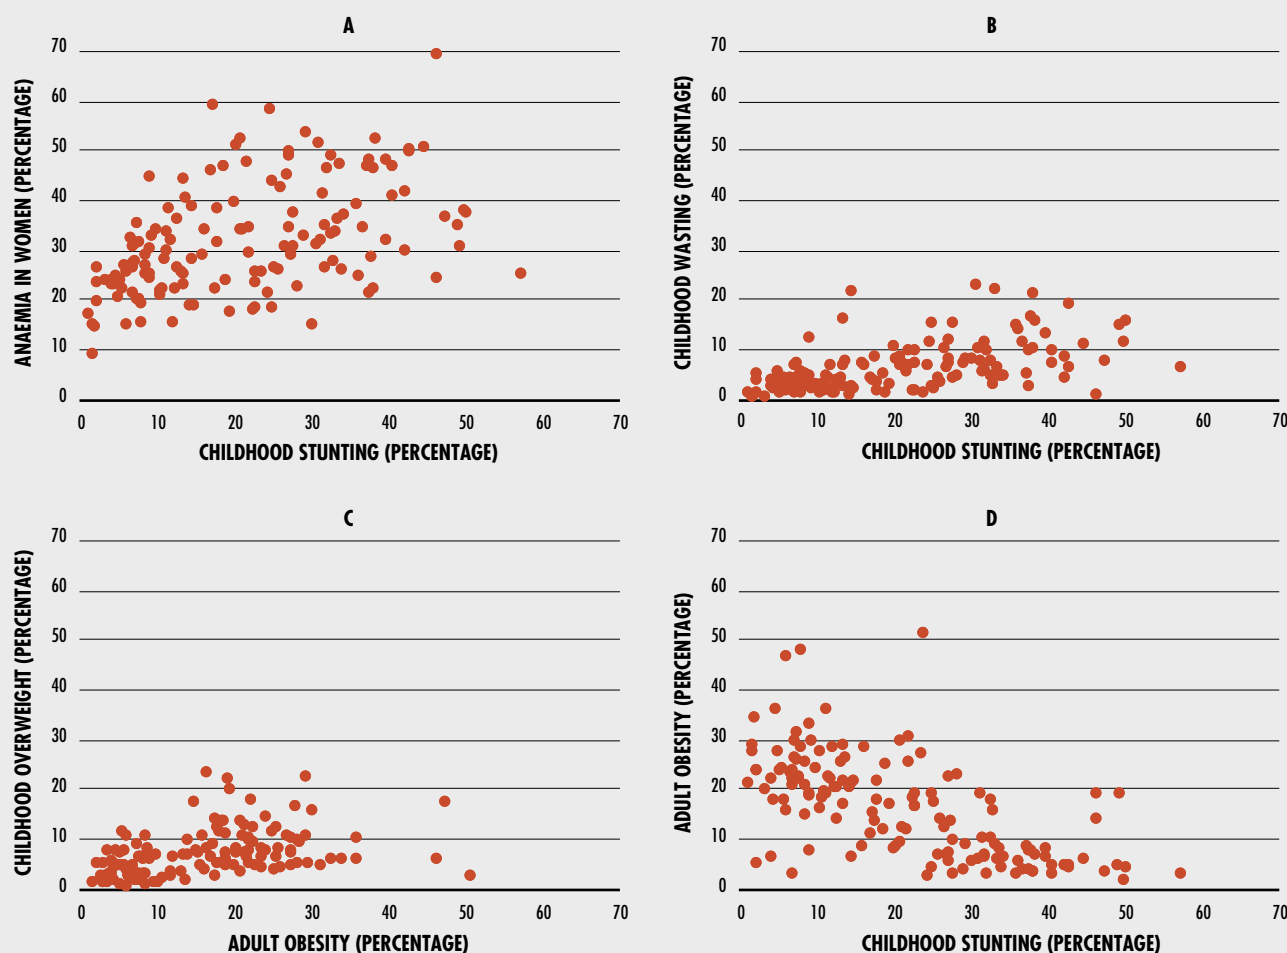 A
70
60
50
40
30
20
10
0
ANAEMIA IN WOMEN (PERCENTAGE)
0 10 20 30 40 50 60 70
CHILDHOOD STUNTING (PERCENTAGE)
B
70
60
50
40
30
20
10
0
CHILDHOOD WASTING (PERCENTAGE)
0 10 20 30 40 50 60 70
CHILDHOOD STUNTING (PERCENTAGE)
C
70
60
50
40
30
20
10
0
CHILDHOOD OVERWEIGHT (PERCENTAGE)
0 10 20 30 40 50 60 70
ADULT OBESITY (PERCENTAGE)
D
70
60
50
40
30
20
10
0
ADULT OBESITY (PERCENTAGE)
0 10 20 30 40 50 60 70
CHILDHOOD STUNTING (PERCENTAGE)